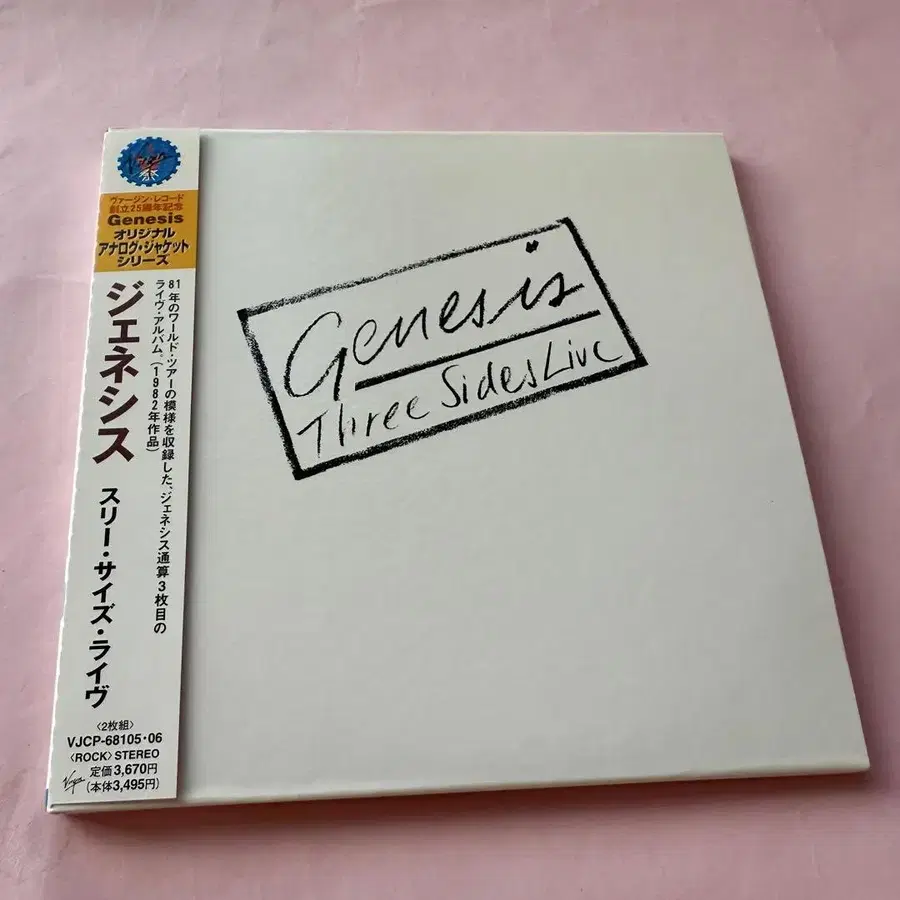 Virgin
祭
ヴァージン・レコード
創立25周年記念
Genesis
オリジナル
アナログ・ジャケット
シリーズ
81年のワールド・ツアーの模様を収録した、ジェネシス通算3枚目の
ライヴ・アルバム。(1982年作品)
ジェネシス
スリー・サイズ・ライヴ
〈2枚組〉
VJCP-68105・06
〈ROCK〉STEREO
Virgin
定価3,670円
(本体3,495円)
Genesis
Three Sides Live